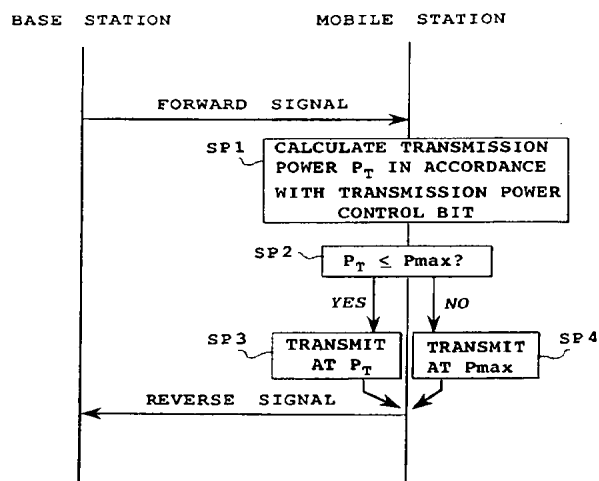 BASE STATION
MOBILE STATION
FORWARD SIGNAL
SP1
CALCULATE TRANSMISSION
POWER PT IN ACCORDANCE
WITH TRANSMISSION POWER
CONTROL BIT
SP2
PT ≤ Pmax?
YES
NO
SP3
TRANSMIT
AT PT
TRANSMIT
AT Pmax
SP4
REVERSE SIGNAL